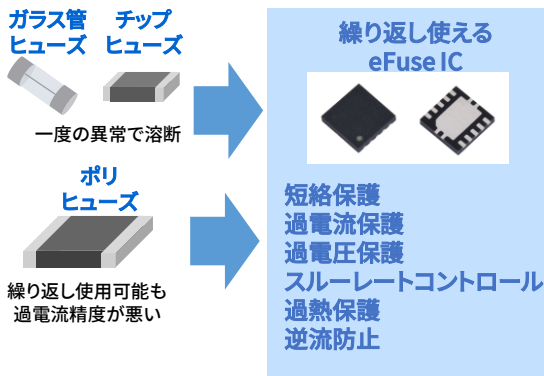 ガラス管
ヒューズ
チップ
ヒューズ
一度の異常で溶断
ポリ
ヒューズ
繰り返し使用可能も
過電流精度が悪い
繰り返し使える
eFuse IC
短絡保護
過電流保護
過電圧保護
スルーレートコントロール
過熱保護
逆流防止